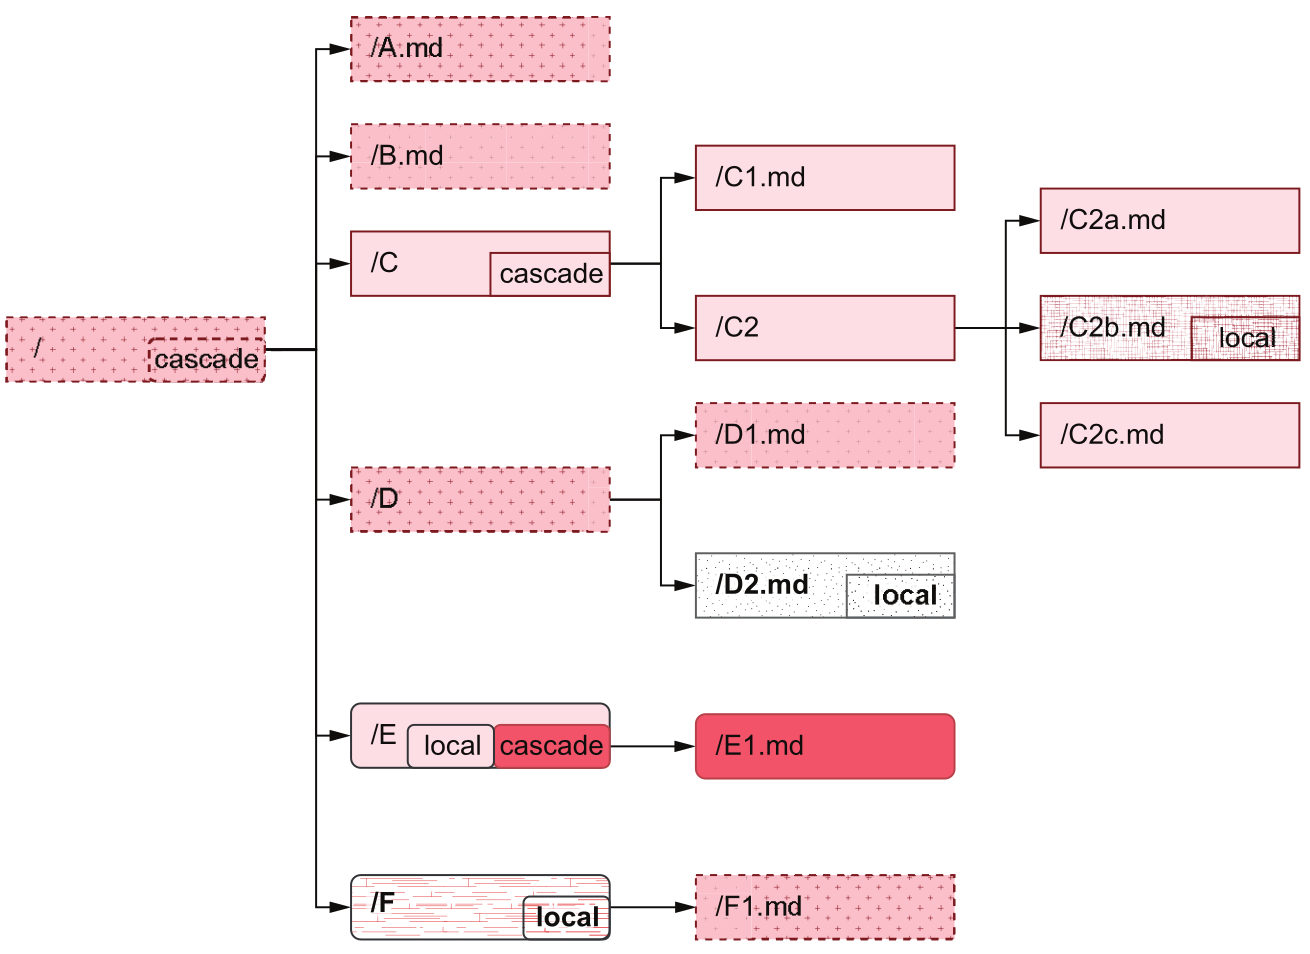 /A.md
/B.md
/C1.md
/C2a.md
/C
cascade
/C2
/C2b.md
local
/
cascade
/D1.md
/C2c.md
/D
/D2.md
local
/E
local
cascade
/E1.md
/F
local
/F1.md